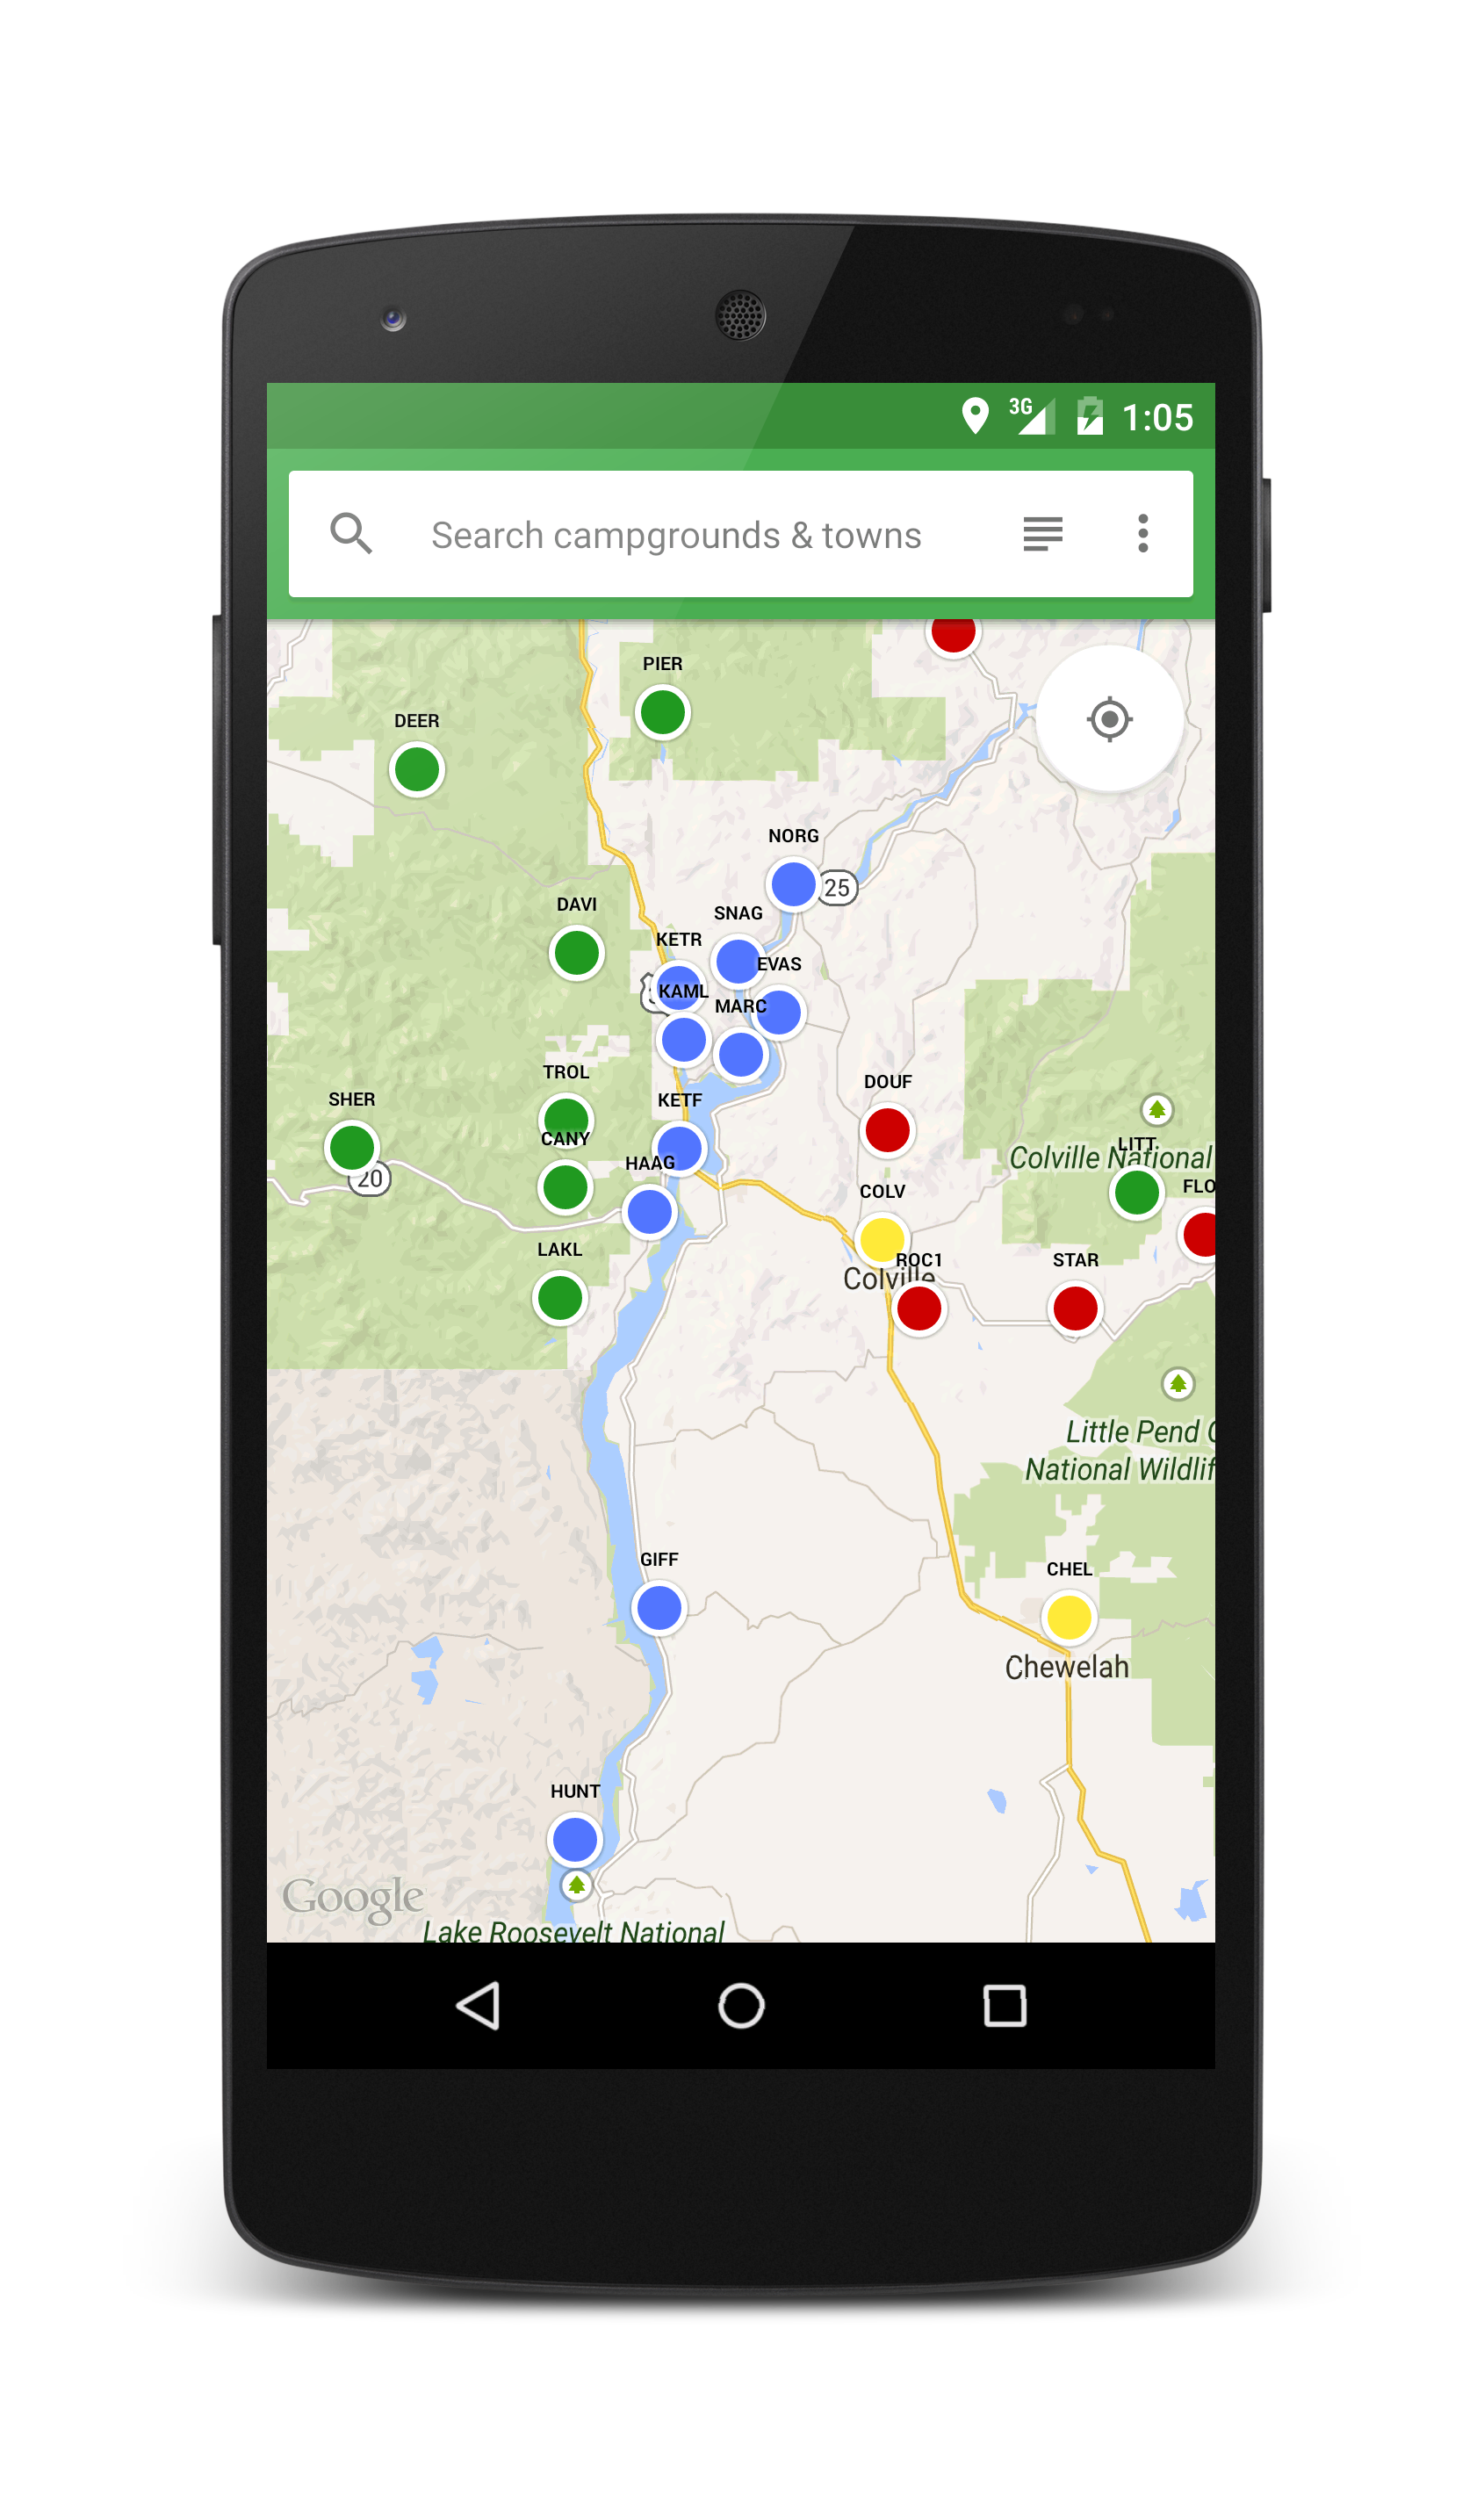 3G 1:05
Search campgrounds & towns
PIER
DEER
NORG
25
DAVI
SNAG
KETR
EVAS
KAML
MARC
TROL
DOUF
SHER
KETF
CANY
LITT.
Colville National
20
HAAG
FLO
COLV
LAKL
ROC1
STAR
Colville
Little Pend O
National Wildlif
GIFF
CHEL
Chewelah
HUNT
Google
Lake Roosevelt National